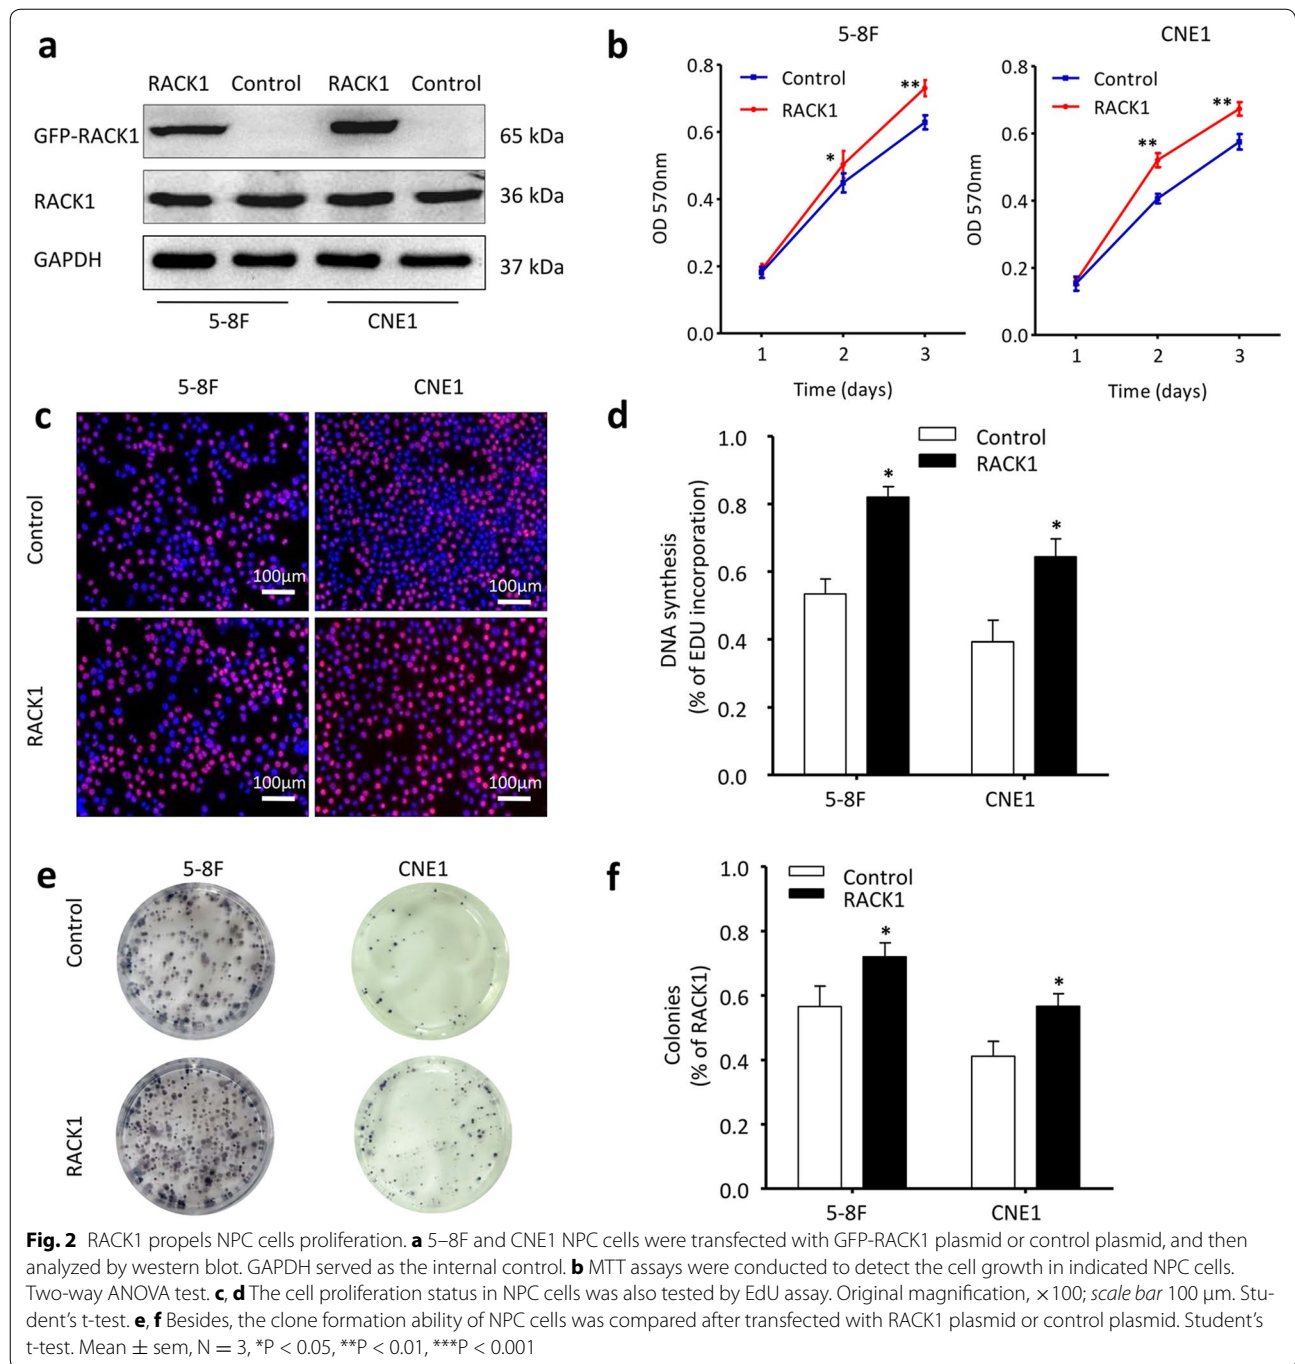 a
RACK1 Control RACK1 Control
GFP-RACK1
65 kDa
RACK1
36 kDa
GAPDH
37 kDa
5-8F
CNE1
b
5-8F
Control
RACK1
OD 570nm
0.8
0.6
0.4
0.2
0.0
*
**
1 2 3
Time (days)
CNE1
Control
RACK1
OD 570nm
0.8
0.6
0.4
0.2
0.0
**
**
1 2 3
Time (days)
c
5-8F CNE1
Control
100μm
100μm
RACK1
100μm
100μm
d
Control
RACK1
DNA synthesis
(% of EDU incorporation)
1.0
0.8
0.6
0.4
0.2
0.0
*
*
5-8F CNE1
e
5-8F CNE1
Control
RACK1
f
Control
RACK1
Colonies
(% of RACK1)
1.0
0.8
0.6
0.4
0.2
0.0
*
*
5-8F CNE1
Fig. 2 RACK1 propels NPC cells proliferation. a 5–8F and CNE1 NPC cells were transfected with GFP-RACK1 plasmid or control plasmid, and then
analyzed by western blot. GAPDH served as the internal control. b MTT assays were conducted to detect the cell growth in indicated NPC cells.
Two-way ANOVA test. c, d The cell proliferation status in NPC cells was also tested by EdU assay. Original magnification, ×100; scale bar 100 μm. Stu-
dent's t-test. e, f Besides, the clone formation ability of NPC cells was compared after transfected with RACK1 plasmid or control plasmid. Student's
t-test. Mean ± sem, N = 3, *P < 0.05, **P < 0.01, ***P < 0.001